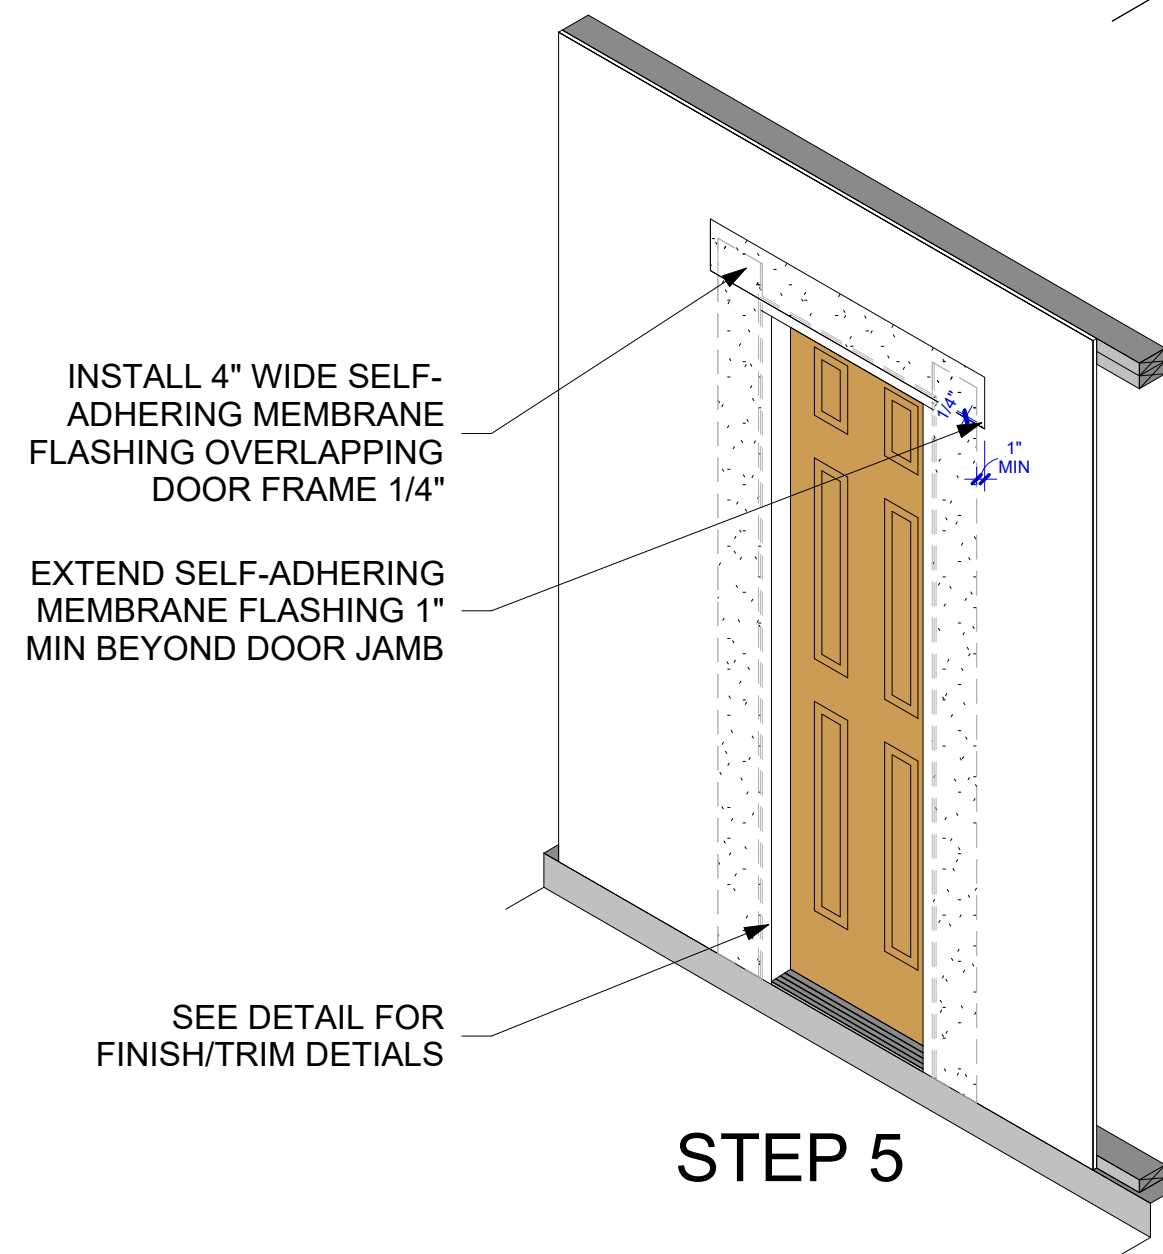 INSTALL 4" WIDE SELF-
ADHERING MEMBRANE
FLASHING OVERLAPPING
DOOR FRAME 1/4"
1/4"
1"
MIN
EXTEND SELF-ADHERING
MEMBRANE FLASHING 1"
MIN BEYOND DOOR JAMB
SEE DETAIL FOR
FINISH/TRIM DETIALS
STEP 5